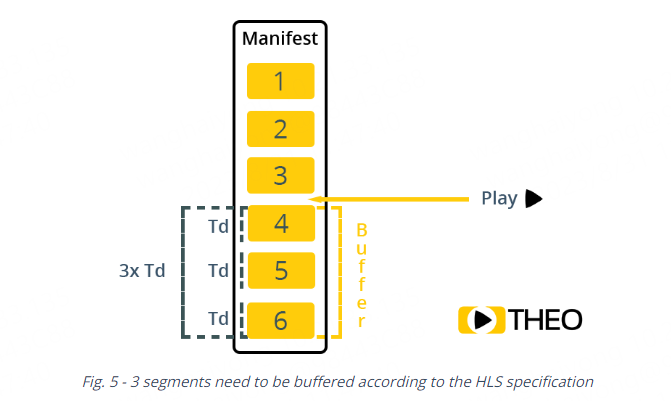 Manifest
1
2
3
Play
Td
4
3x Td
Td
5
Td
6
Buffer
THEO
Fig. 5 - 3 segments need to be buffered according to the HLS specification